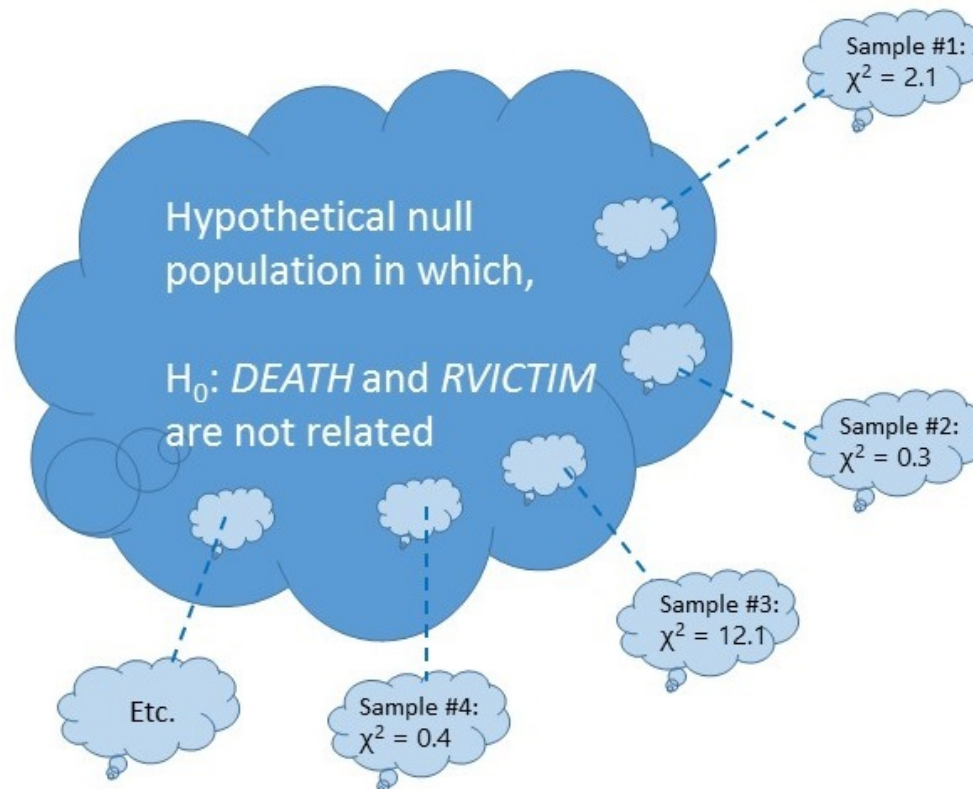 Sample #1:
χ² = 2.1
Hypothetical null
population in which,
H₀: DEATH and RVICTIM
are not related
Sample #2:
χ² = 0.3
Sample #3:
χ² = 12.1
Sample #4:
χ² = 0.4
Etc.